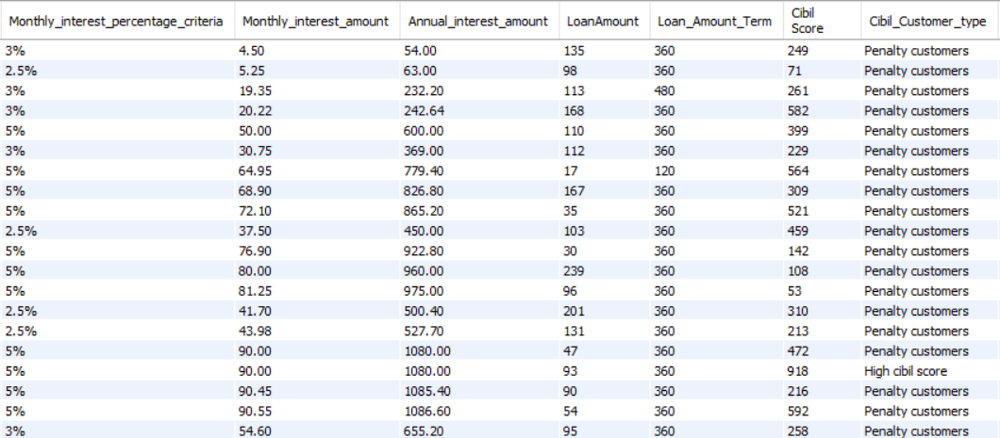 Monthly_interest_percentage_criteria Monthly_interest_amount Annual_interest_amount LoanAmount Loan_Amount_Term Cibil Score Cibil_Customer_type
3% 4.50 54.00 135 360 249 Penalty customers
2.5% 5.25 63.00 98 360 71 Penalty customers
3% 19.35 232.20 113 480 261 Penalty customers
3% 20.22 242.64 168 360 582 Penalty customers
5% 50.00 600.00 110 360 399 Penalty customers
3% 30.75 369.00 112 360 229 Penalty customers
5% 64.95 779.40 17 120 564 Penalty customers
5% 68.90 826.80 167 360 309 Penalty customers
5% 72.10 865.20 35 360 521 Penalty customers
2.5% 37.50 450.00 103 360 459 Penalty customers
5% 76.90 922.80 30 360 142 Penalty customers
5% 80.00 960.00 239 360 108 Penalty customers
5% 81.25 975.00 96 360 53 Penalty customers
2.5% 41.70 500.40 201 360 310 Penalty customers
2.5% 43.98 527.70 131 360 213 Penalty customers
5% 90.00 1080.00 47 360 472 Penalty customers
5% 90.00 1080.00 93 360 918 High cibil score
5% 90.45 1085.40 90 360 216 Penalty customers
5% 90.55 1086.60 54 360 592 Penalty customers
3% 54.60 655.20 95 360 258 Penalty customers